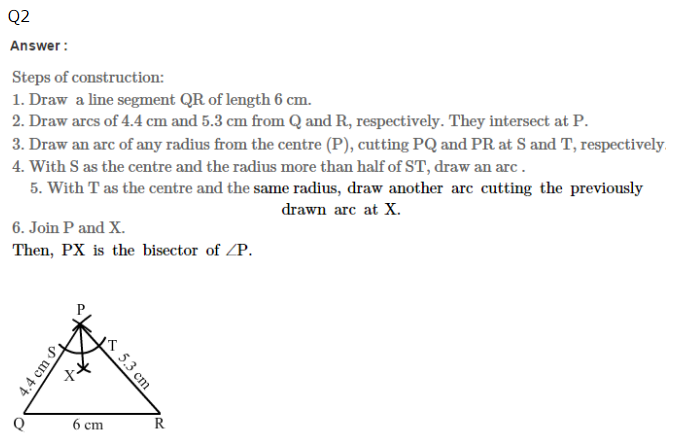 Q2
Answer :
Steps of construction:
1. Draw a line segment QR of length 6 cm.
2. Draw arcs of 4.4 cm and 5.3 cm from Q and R, respectively. They intersect at P.
3. Draw an arc of any radius from the centre (P), cutting PQ and PR at S and T, respectively.
4. With S as the centre and the radius more than half of ST, draw an arc .
5. With T as the centre and the same radius, draw another arc cutting the previously
drawn arc at X.
6. Join P and X.
Then, PX is the bisector of ∠P.
P
S
T
4.4 cm
5.3 cm
X
Q
6 cm
R